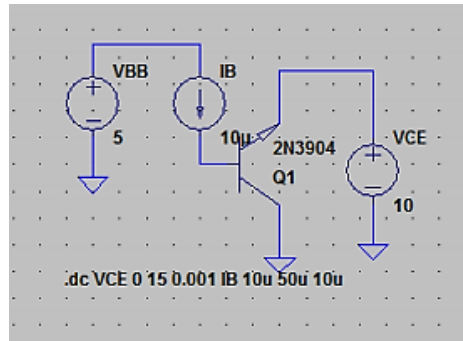 VBB
IB
5
10µ
2N3904
Q1
VCE
10
.dc VCE 0 15 0.001 IB 10u 50u 10u